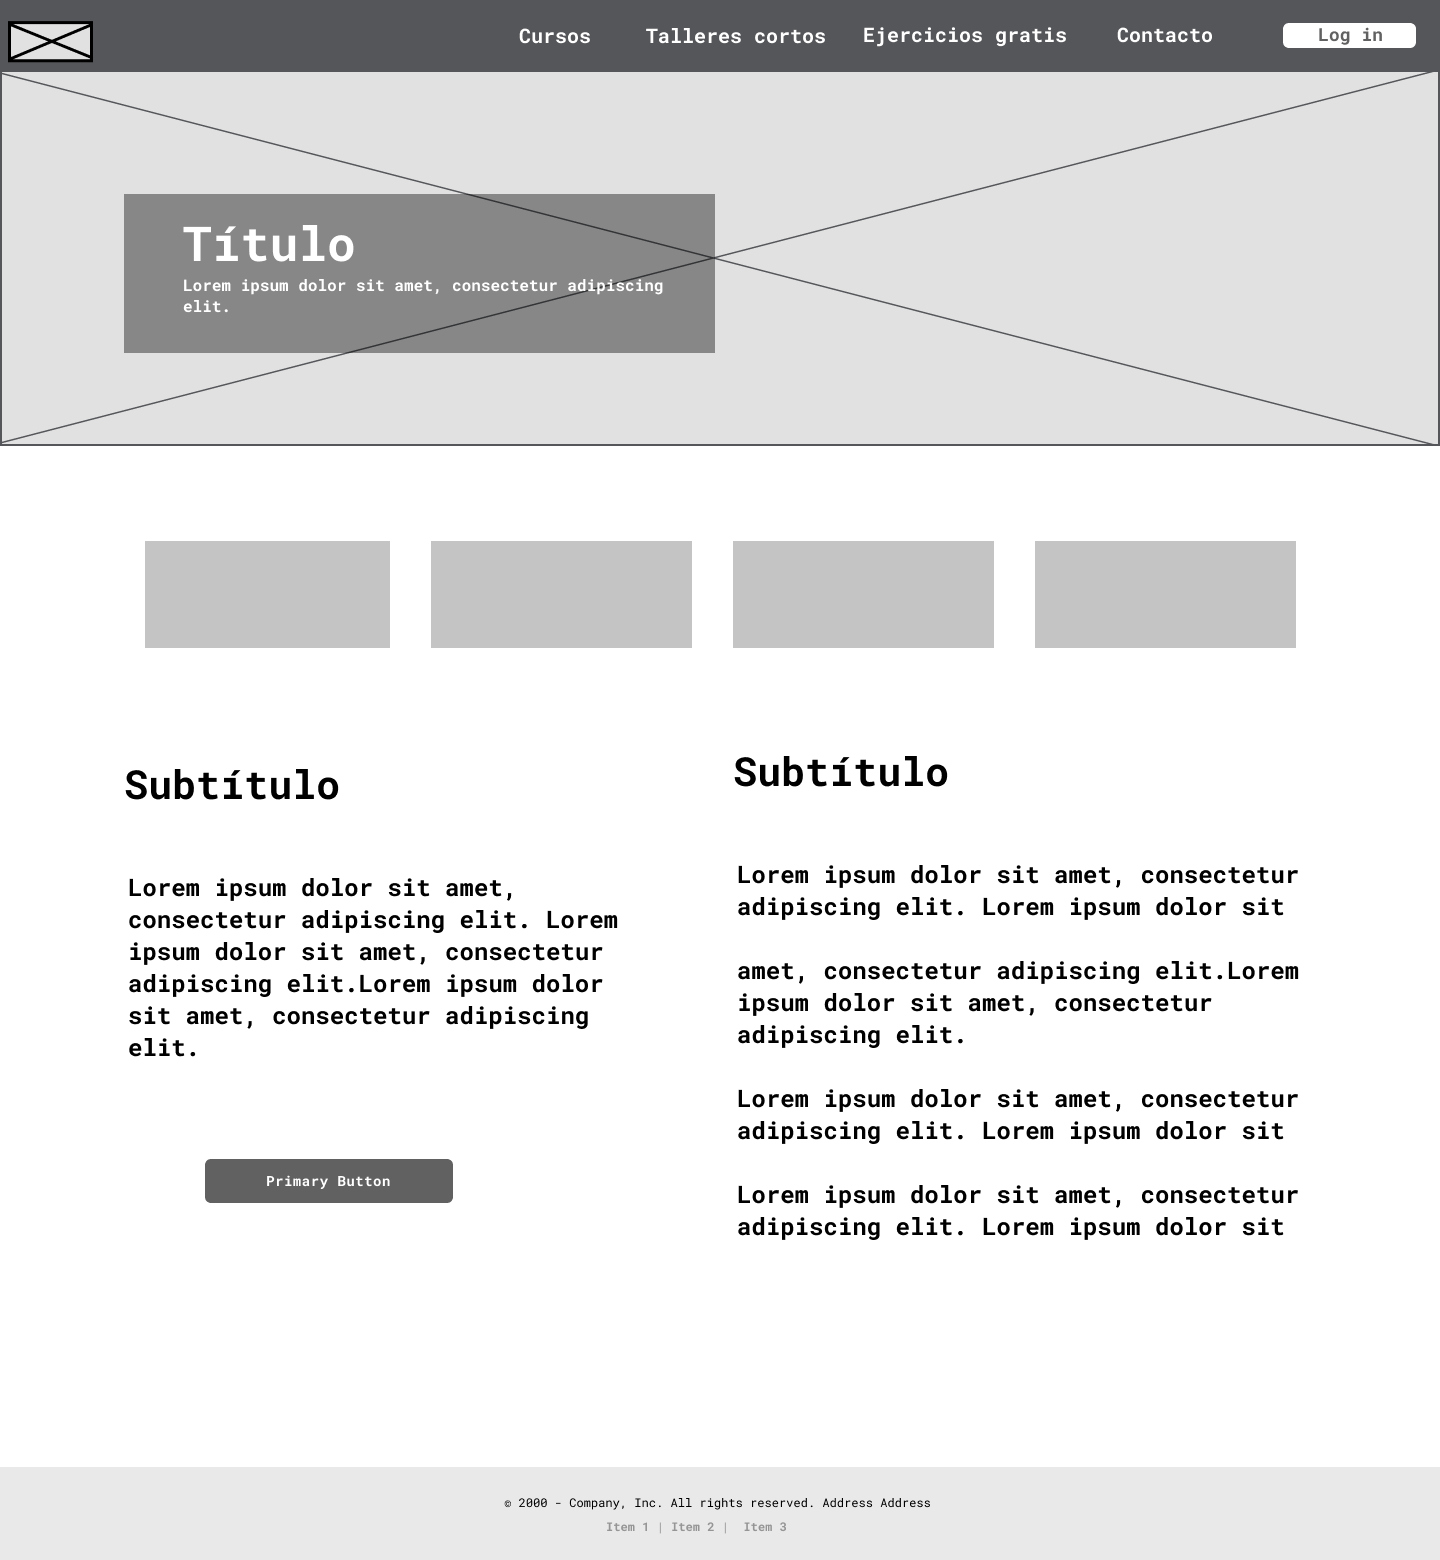 Cursos Talleres cortos Ejercicios gratis Contacto Log in
Título
Lorem ipsum dolor sit amet, consectetur adipiscing
elit.
Subtítulo
Lorem ipsum dolor sit amet,
consectetur adipiscing elit. Lorem
ipsum dolor sit amet, consectetur
adipiscing elit.Lorem ipsum dolor
sit amet, consectetur adipiscing
elit.
Primary Button
Subtítulo
Lorem ipsum dolor sit amet, consectetur
adipiscing elit. Lorem ipsum dolor sit
amet, consectetur adipiscing elit.Lorem
ipsum dolor sit amet, consectetur
adipiscing elit.
Lorem ipsum dolor sit amet, consectetur
adipiscing elit. Lorem ipsum dolor sit
Lorem ipsum dolor sit amet, consectetur
adipiscing elit. Lorem ipsum dolor sit
© 2000 - Company, Inc. All rights reserved. Address Address
Item 1 | Item 2 | Item 3